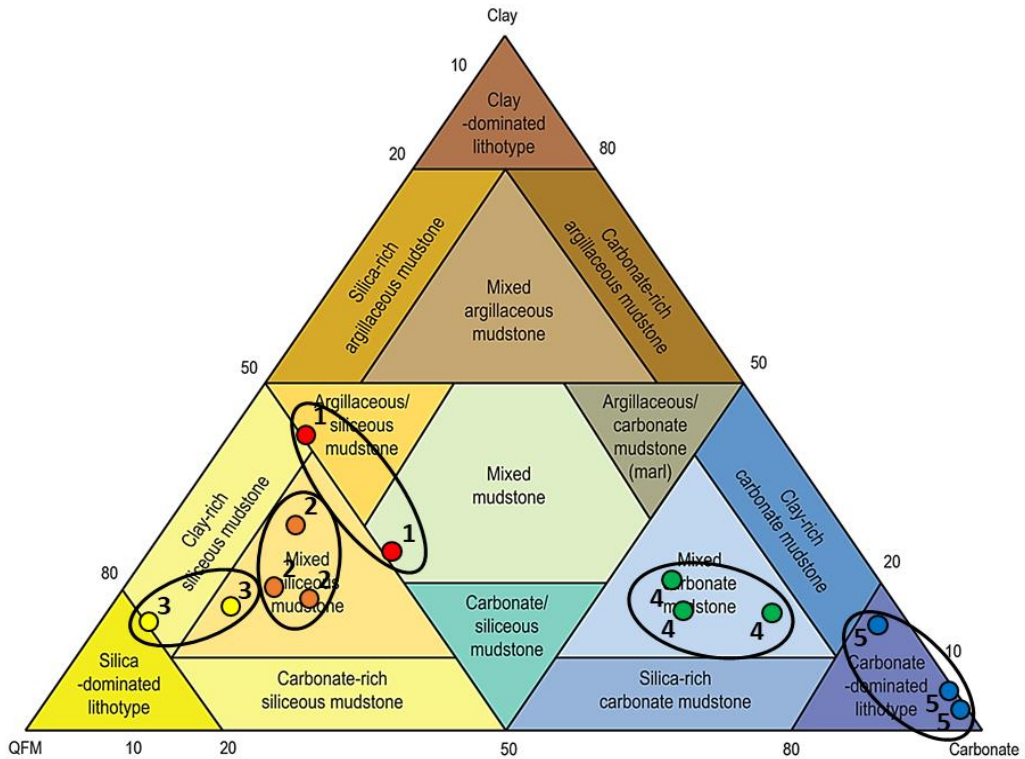 Clay
10
Clay
-dominated
lithotype
20
80
Silica-rich
argillaceous mudstone
Mixed
argillaceous
mudstone
Carbonate-rich
argillaceous mudstone
50
50
Argillaceous/
siliceous
mudstone
1
Argillaceous/
carbonate
mudstone
(marl)
Mixed
mudstone
Clay-rich
siliceous mudstone
Clay-rich
carbonate mudstone
2
1
80
20
Mixed
siliceous
mudstone
2
2
Mixed
carbonate
mudstone
4
4
4
3
3
Carbonate/
siliceous
mudstone
5
10
Silica
-dominated
lithotype
Carbonate-rich
siliceous mudstone
Silica-rich
carbonate mudstone
Carbonate
-dominated
lithotype
5
5
QFM
10
20
50
80
Carbonate